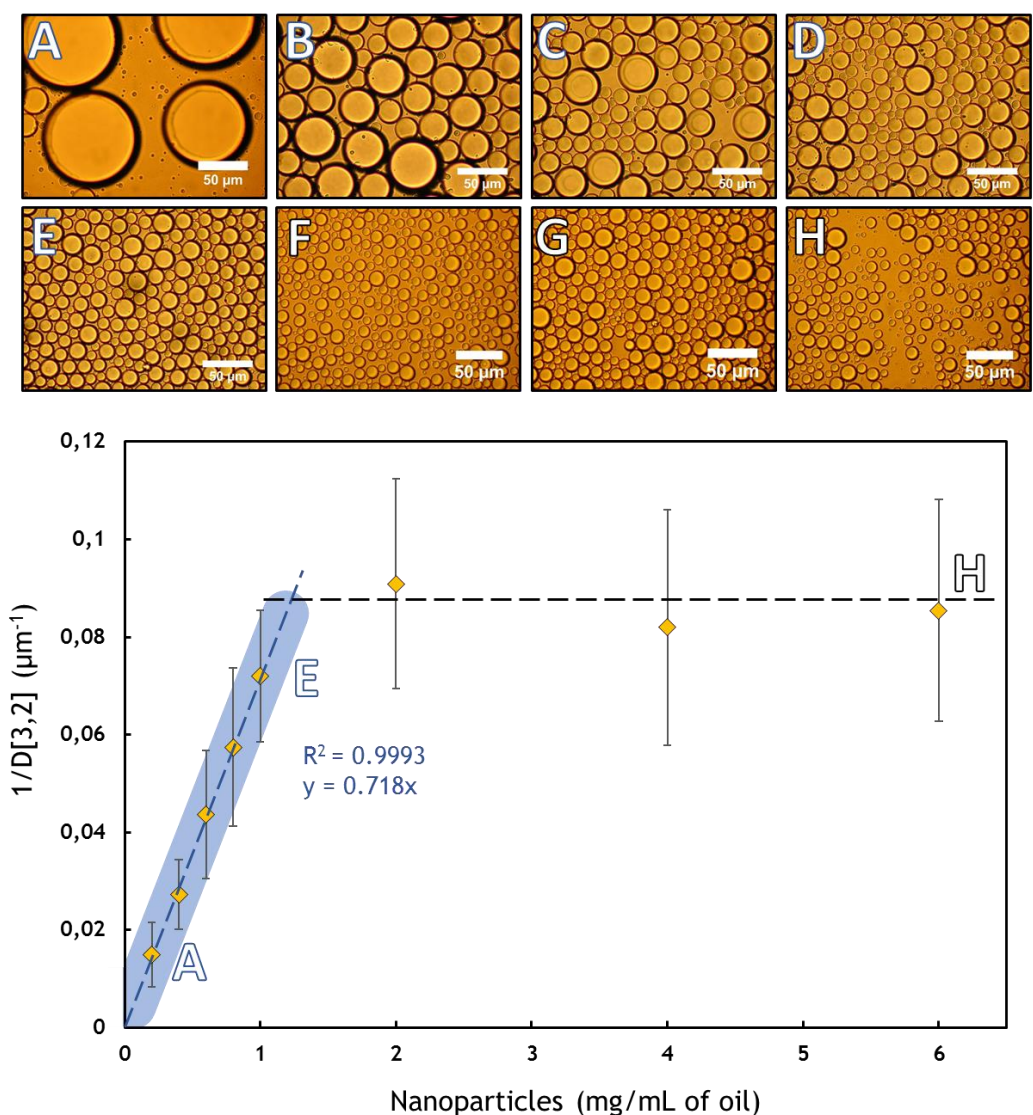 A B C D
50 µm 50 µm 50 µm 50 µm
E F G H
50 µm 50 µm 50 µm 50 µm
0,12
0,1
0,08
0,06
0,04
0,02
0
1/D[3,2] (µm-1)
H
E
R2 = 0.9993
y = 0.718x
A
0 1 2 3 4 5 6
Nanoparticles (mg/mL of oil)